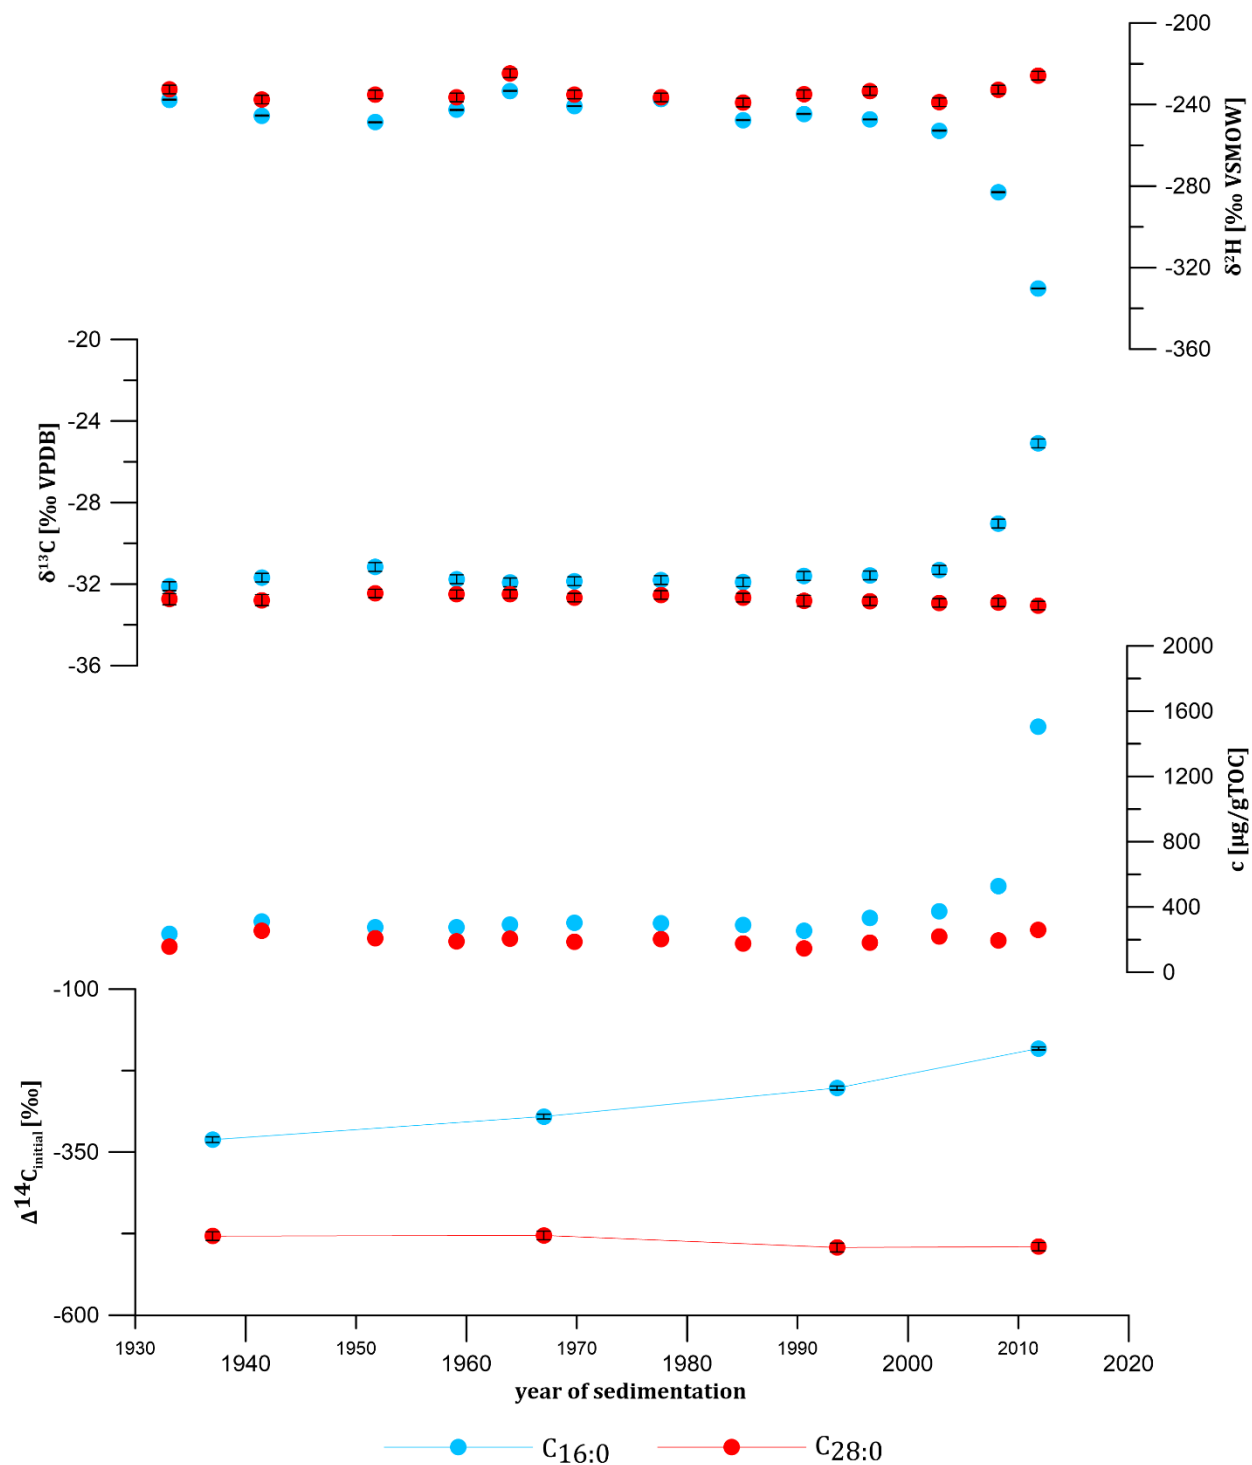 -200
-240
-280
-320
-360
δ²H [‰ VSMOW]
-20
-24
-28
-32
-36
δ¹³C [‰ VPDB]
2000
1600
1200
800
400
0
c [µg/gTOC]
-100
-350
-600
Δ¹⁴Cinitial [‰]
1930 1940 1950 1960 1970 1980 1990 2000 2010 2020
year of sedimentation
C16:0 C28:0